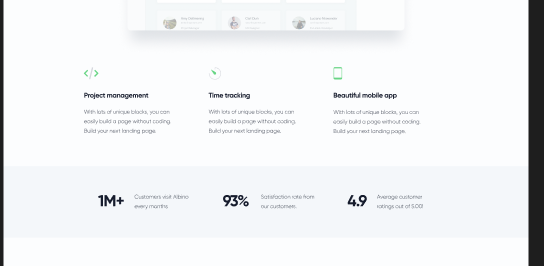 Project management
Time tracking
Beautiful mobile app
With lots of unique blocks, you can
easily build a page without coding.
Build your next landing page.
With lots of unique blocks, you can
easily build a page without coding.
Build your next landing page.
With lots of unique blocks, you can
easily build a page without coding.
Build your next landing page.
1M+
Customers visit Albino
every months
93%
Satisfaction rate from
our customers.
4.9
Average customer
ratings out of 5.00!